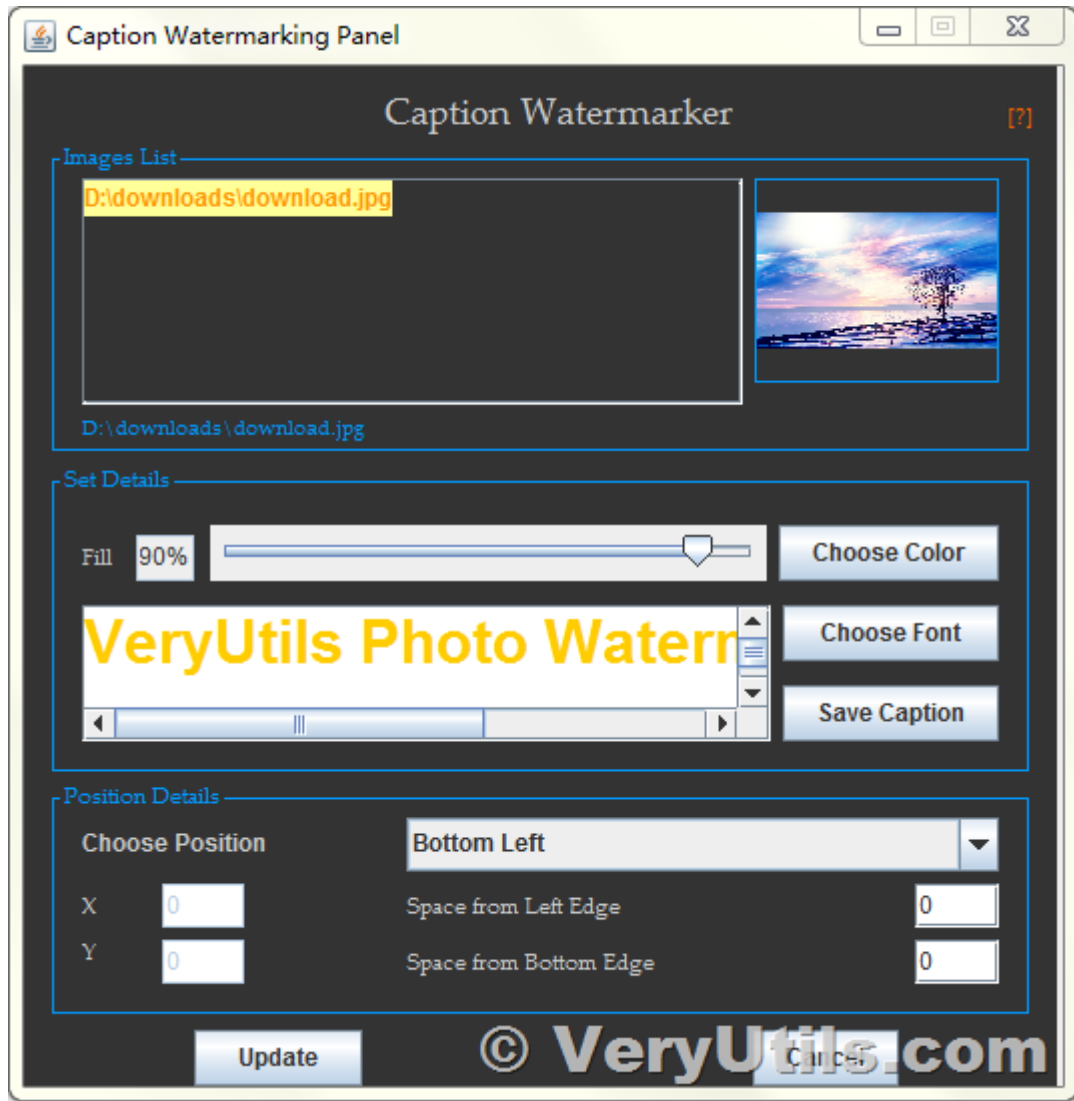 Caption Watermarking Panel
Caption Watermarker
[?]
Images List
D:\downloads\download.jpg
D:\downloads\download.jpg
Set Details
Fill 90% Choose Color
VeryUtils Photo Waterm
Choose Font
Save Caption
Position Details
Choose Position Bottom Left
X 0 Space from Left Edge 0
Y 0 Space from Bottom Edge 0
Update Cancel
© VeryUtils.com